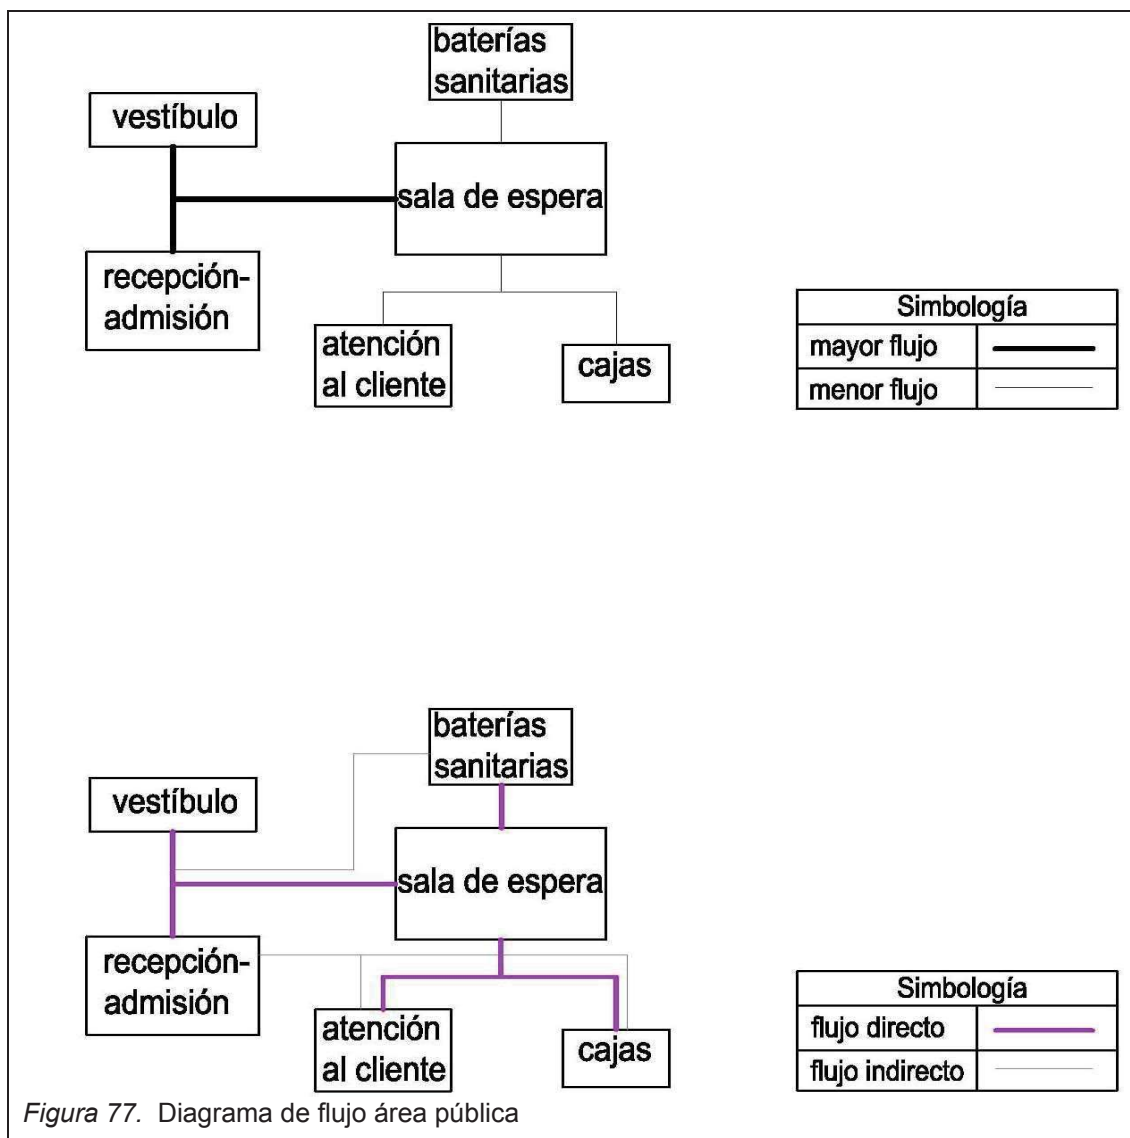 baterías
sanitarias
vestíbulo
sala de espera
recepción-
admisión
atención
al cliente
cajas
Simbología
mayor flujo
menor flujo
baterías
sanitarias
vestíbulo
sala de espera
recepción-
admisión
atención
al cliente
cajas
Simbología
flujo directo
flujo indirecto
Figura 77. Diagrama de flujo área pública